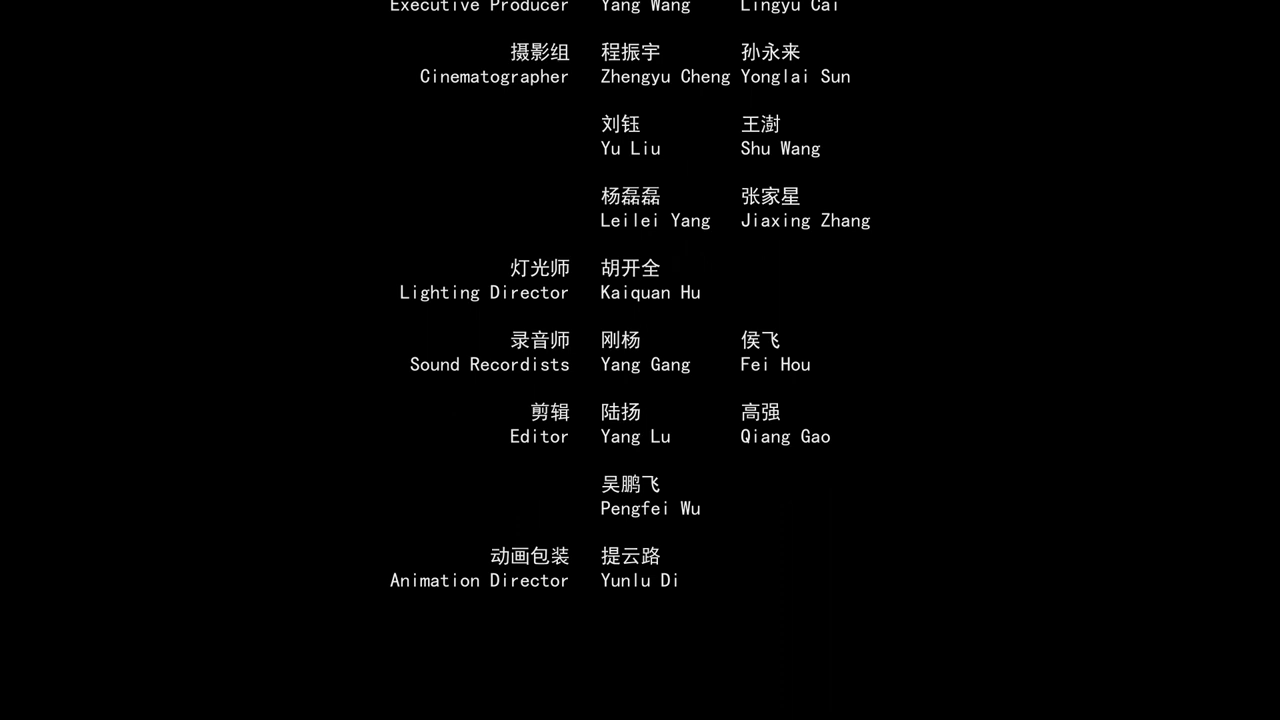 Executive Producer Yang Wang Lingyu Cai
摄影组 程振宇 孙永来
Cinematographer Zhengyu Cheng Yonglai Sun
刘钰 王澍
Yu Liu Shu Wang
杨磊磊 张家星
Leilei Yang Jiaxing Zhang
灯光师 胡开全
Lighting Director Kaiquan Hu
录音师 刚杨 侯飞
Sound Recordists Yang Gang Fei Hou
剪辑 陆扬 高强
Editor Yang Lu Qiang Gao
吴鹏飞
Pengfei Wu
动画包装 提云路
Animation Director Yunlu Di